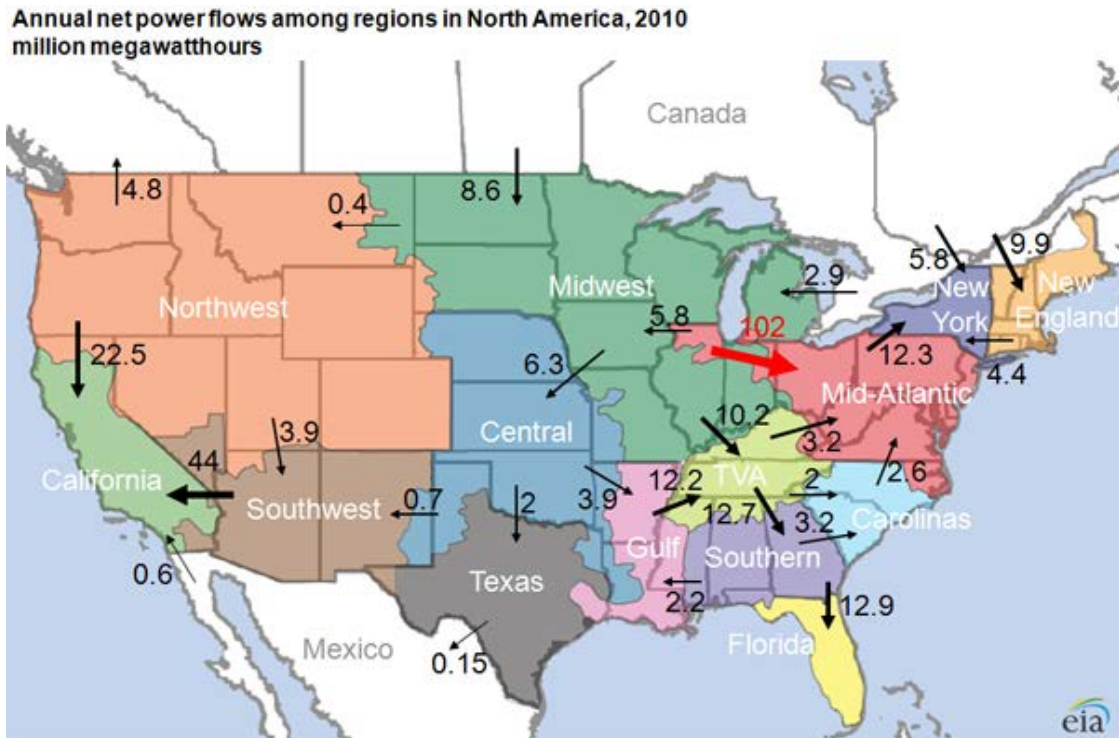 Annual net power flows among regions in North America, 2010
million megawatthours
Canada
4.8
8.6
0.4
9.9
5.8
2.9
New
York
New
England
Northwest
Midwest
5.8
102
22.5
12.3
4.4
6.3
Mid-Atlantic
10.2
3.2
Central
3.9
44
California
Southwest
0.7
2
3.9
12.2
TVA
2
2.6
12.7
3.2
Carolinas
Gulf
Southern
0.6
Texas
2.2
12.9
Florida
Mexico
0.15
eia